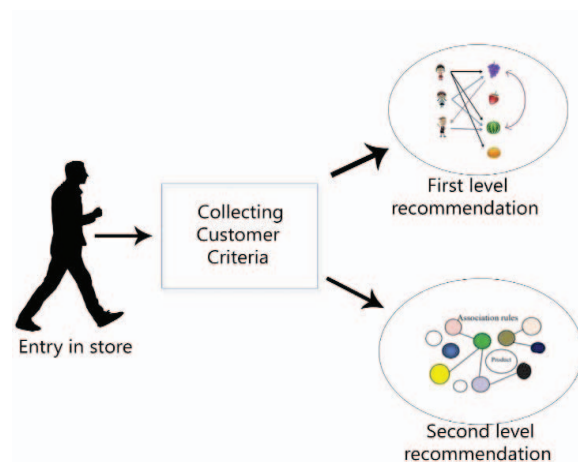 Entry in store
Collecting
Customer
Criteria
First level
recommendation
Association rules
Product
Second level
recommendation